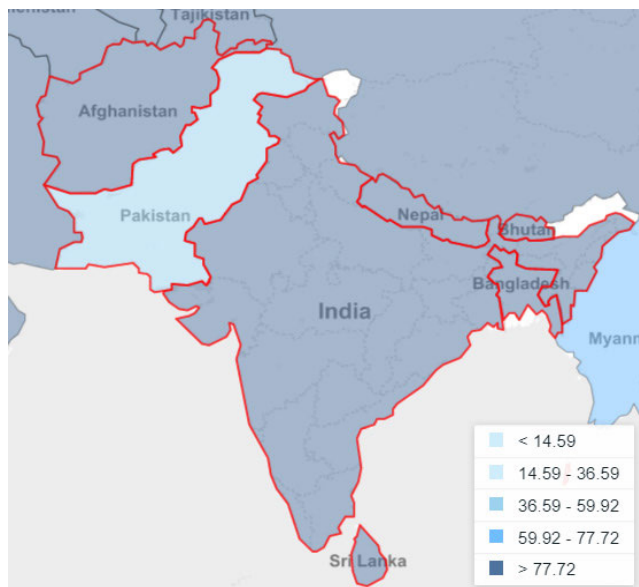 Tajikistan
Afghanistan
Pakistan
Nepal
Bhutan
Bangladesh
India
Myanm
Sri Lanka
< 14.59
14.59 - 36.59
36.59 - 59.92
59.92 - 77.72
> 77.72